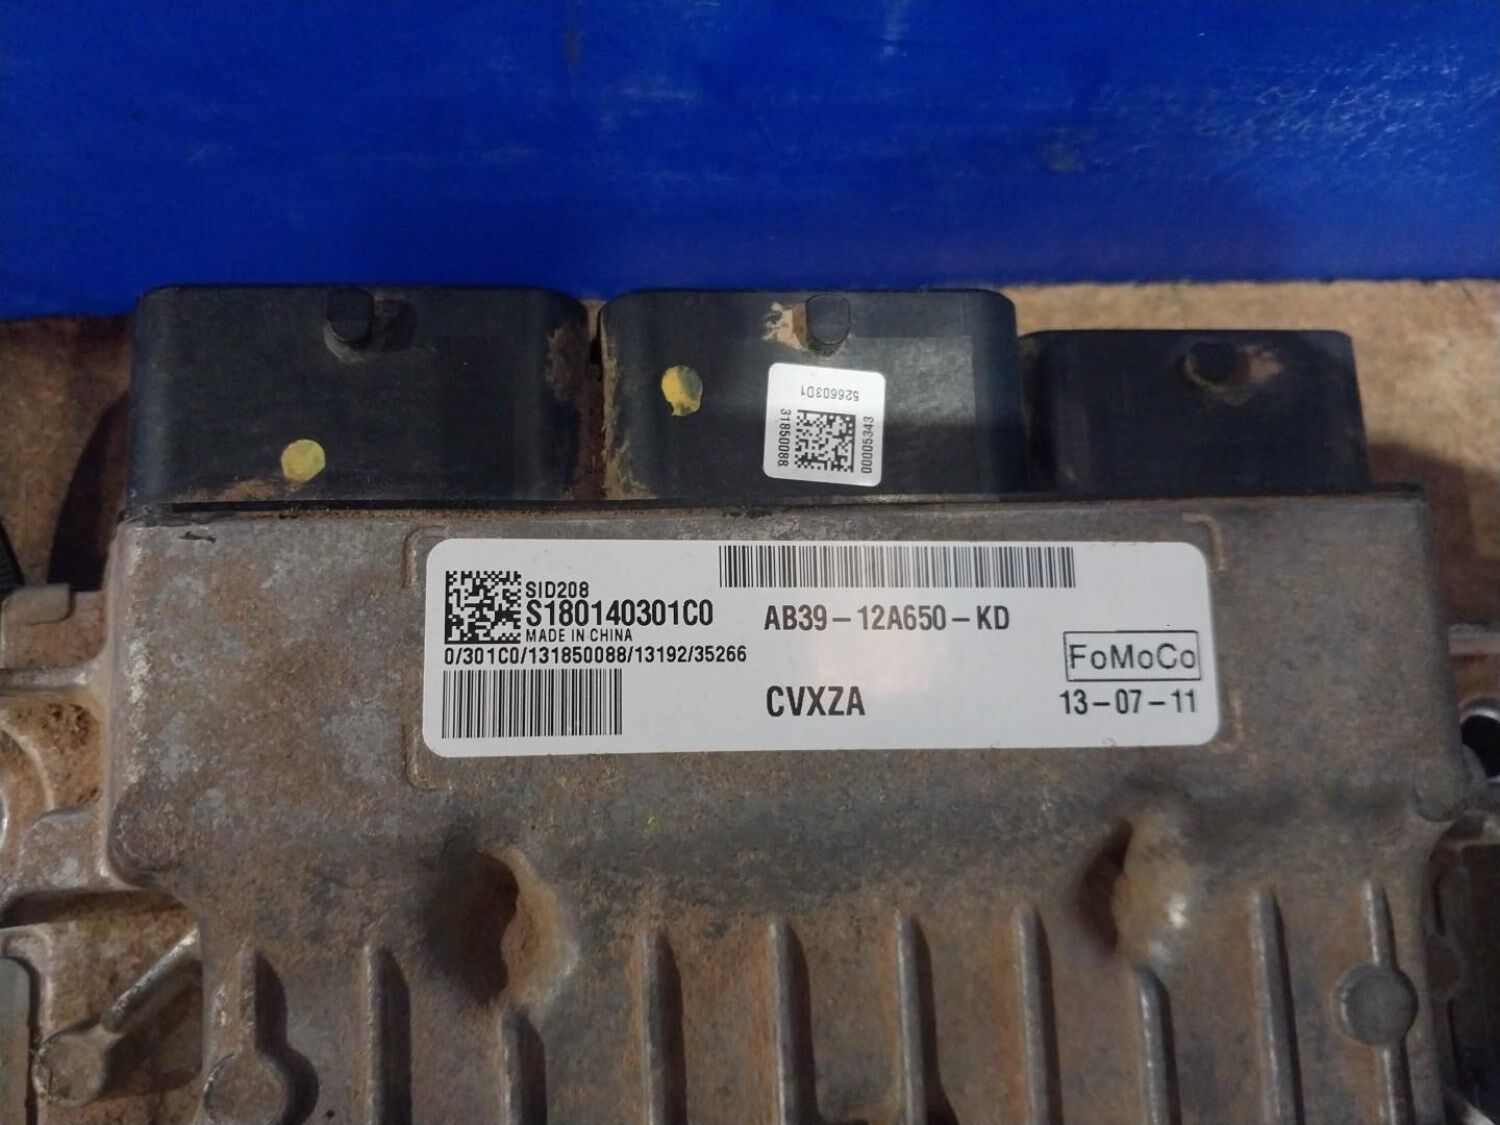 526603D1
31850088
00005343
SID208
S180140301C0
MADE IN CHINA
0/301C0/131850088/13192/35266
AB39-12A650-KD
FoMoCo
CVXZA
13-07-11